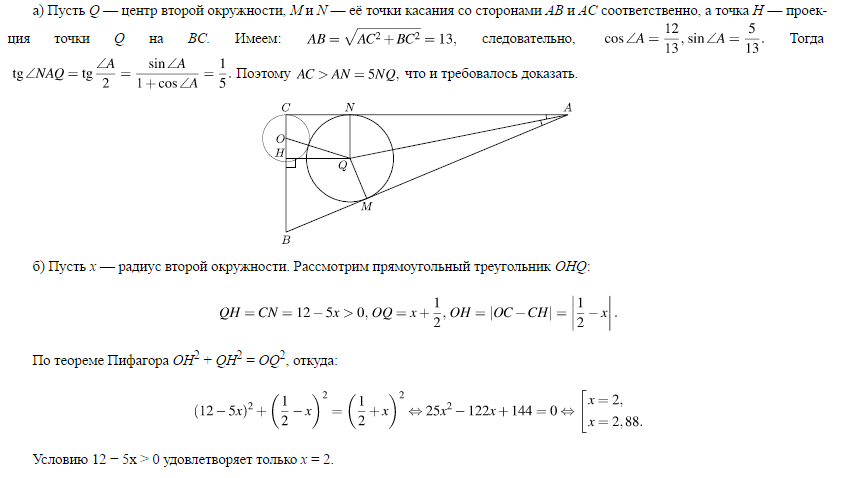 а) Пусть Q — центр второй окружности, M и N — её точки касания со сторонами AB и AC соответственно, а точка H — проек-
ция точки Q на BC. Имеем: AB = √(AC² + BC²) = 13, следовательно, cos∠A = 12/13, sin∠A = 5/13. Тогда
tg∠NAQ = tg ∠A/2 = sin∠A/(1 + cos∠A) = 1/5. Поэтому AC > AN = 5NQ, что и требовалось доказать.
C N A
O
H
Q
M
B
б) Пусть x — радиус второй окружности. Рассмотрим прямоугольный треугольник OHQ:
QH = CN = 12 − 5x > 0, OQ = x + 1/2, OH = |OC − CH| = |1/2 − x|.
По теореме Пифагора OH² + QH² = OQ², откуда:
(12 − 5x)² + (1/2 − x)² = (1/2 + x)² ⇔ 25x² − 122x + 144 = 0 ⇔ [x = 2,
x = 2,88.
Условию 12 − 5x > 0 удовлетворяет только x = 2.